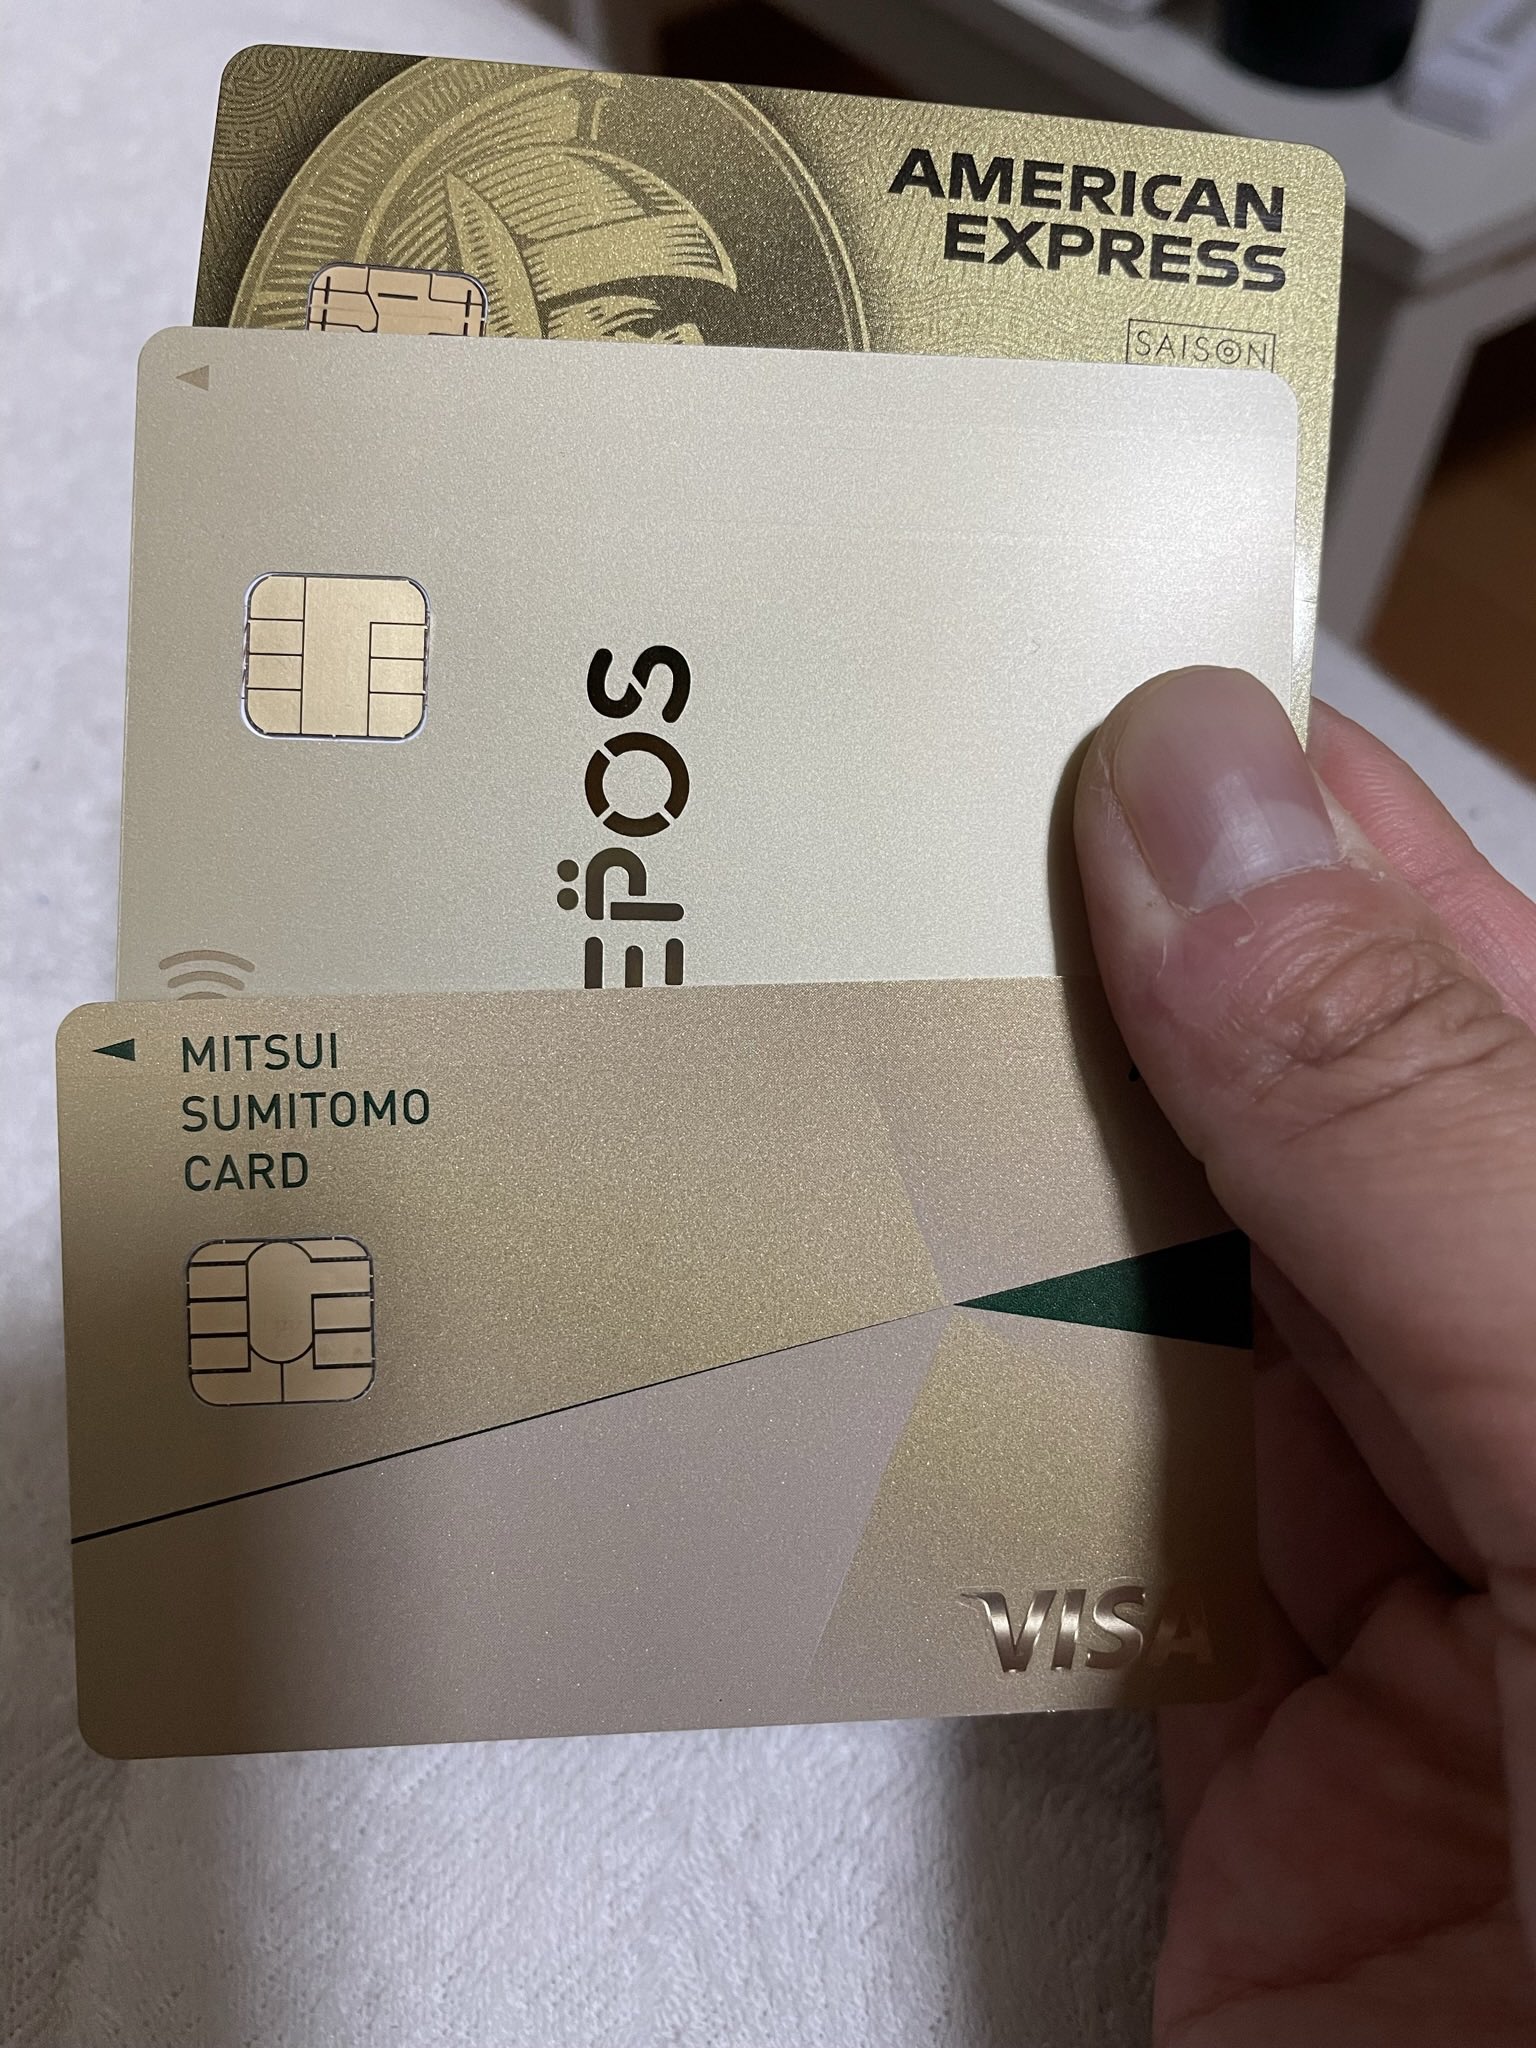 AMERICAN
EXPRESS
SAISON
EPOS
MITSUI
SUMITOMO
CARD
VISA